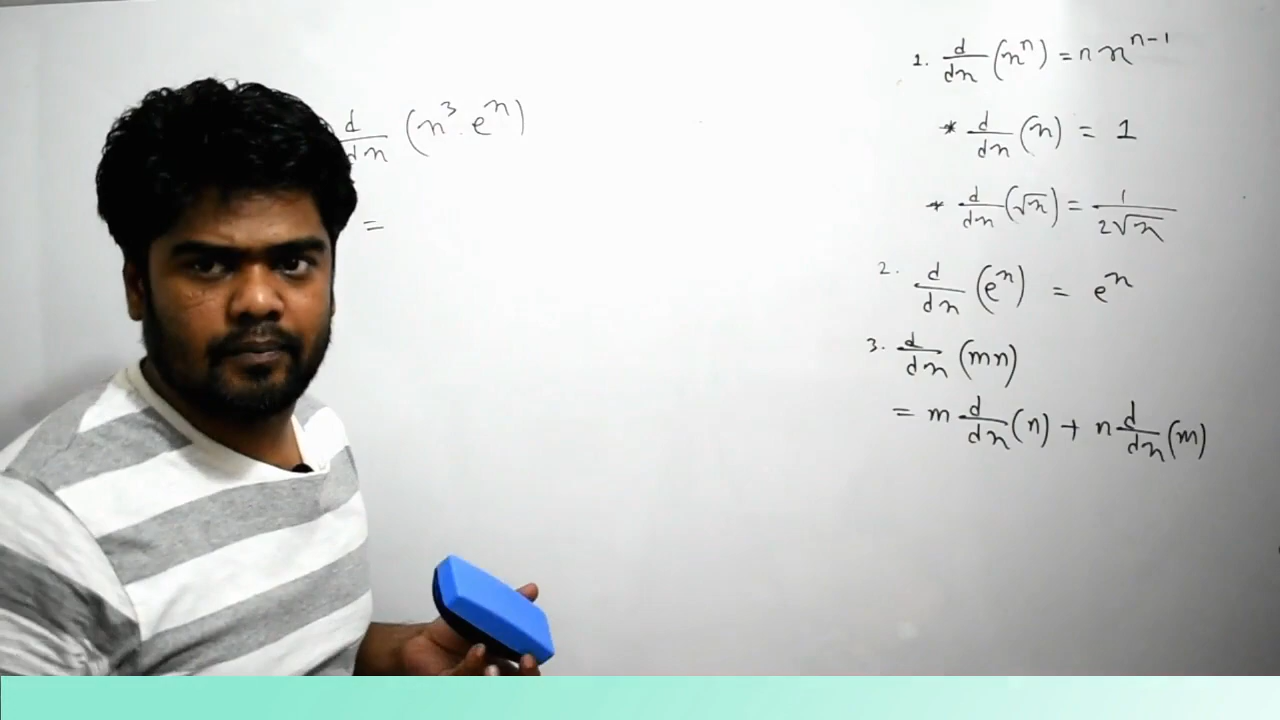 d/dx (x³.eˣ)
=
1. d/dx (xⁿ) = n xⁿ⁻¹
* d/dx (x) = 1
* d/dx (√x) = 1/2√x
2. d/dx (eˣ) = eˣ
3. d/dx (mn)
= m d/dx (n) + n d/dx (m)